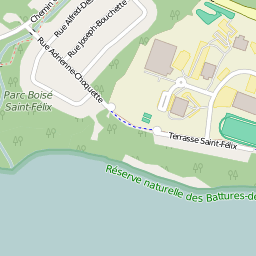 Chemin
Rue Alfred-Des
Rue Joseph-Bouchette
Rue Adrienne-Choquette
Parc Boisé
Saint-Félix
Terrasse Saint-Félix
Réserve naturelle des Battures-de